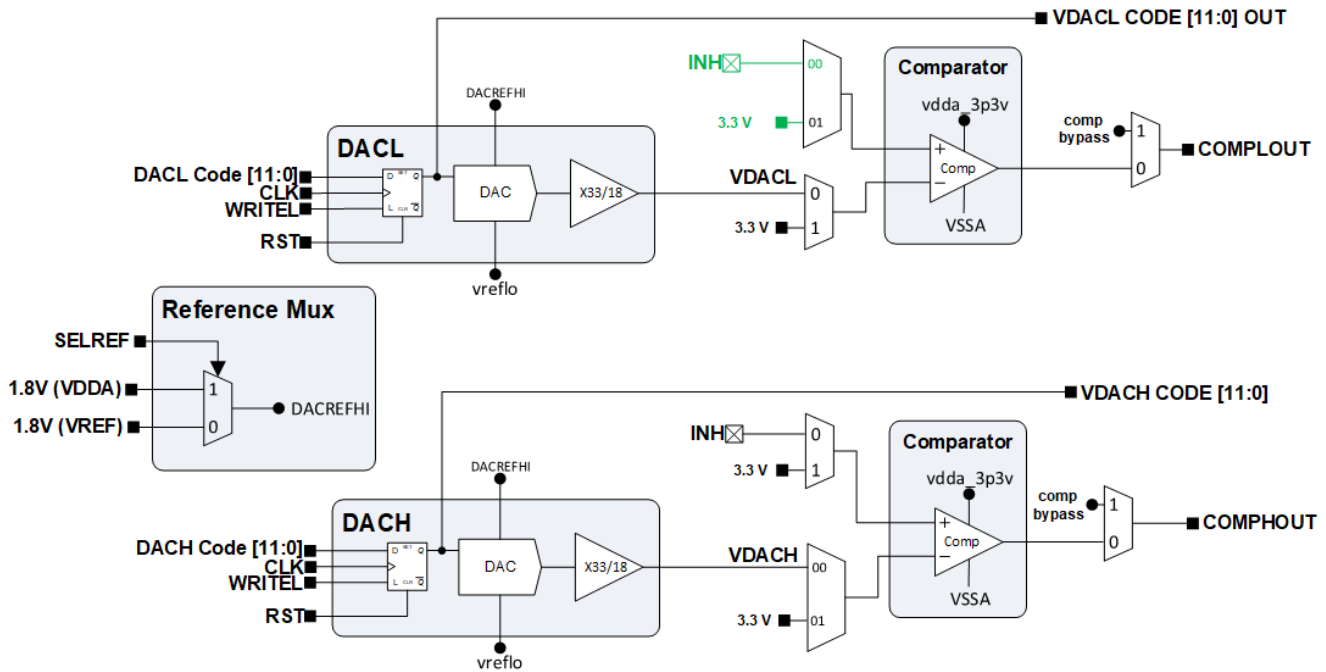 VDACL CODE [11:0] OUT
INH
00
3.3 V
01
Comparator
vdda_3p3v
+
Comp
−
VSSA
comp
bypass
1
0
COMPLOUT
DACREFHI
DACL
DACL Code [11:0]
CLK
WRITEL
RST
D SET Q
L CLR Q
DAC
X33/18
vreflo
VDACL
0
3.3 V
1
Reference Mux
SELREF
1.8V (VDDA)
1
1.8V (VREF)
0
DACREFHI
VDACH CODE [11:0]
INH
0
3.3 V
1
Comparator
vdda_3p3v
+
Comp
−
VSSA
comp
bypass
1
0
COMPHOUT
DACREFHI
DACH
DACH Code [11:0]
CLK
WRITEL
RST
D SET Q
L CLR Q
DAC
X33/18
vreflo
VDACH
00
3.3 V
01